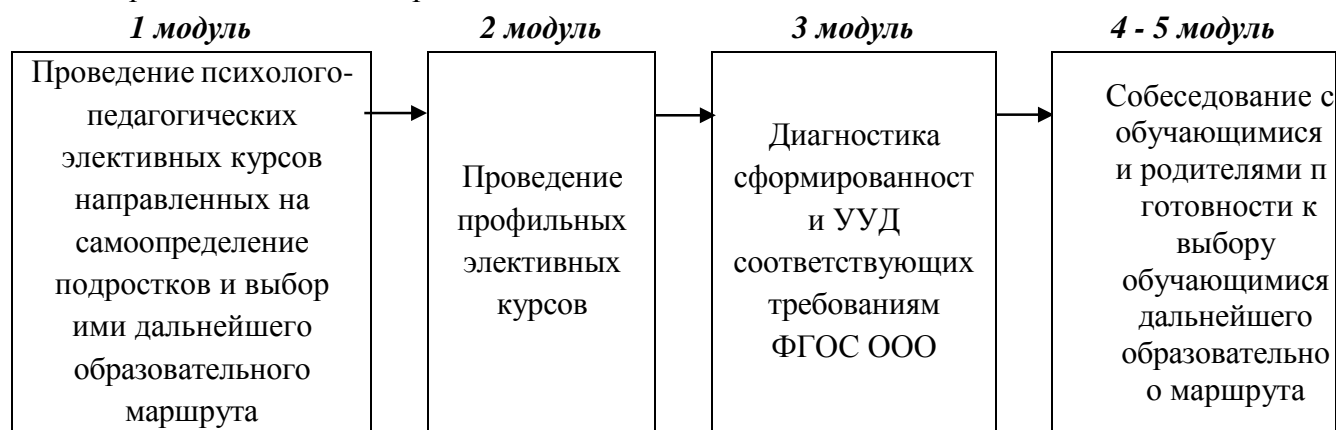 1 модуль
2 модуль
3 модуль
4 - 5 модуль
Проведение психолого-
педагогических
элективных курсов
направленных на
самоопределение
подростков и выбор
ими дальнейшего
образовательного
маршрута
Проведение
профильных
элективных
курсов
Диагностика
сформированност
и УУД
соответствующих
требованиям
ФГОС ООО
Собеседование с
обучающимися
и родителями п
готовности к
выбору
обучающимися
дальнейшего
образовательно
о маршрута